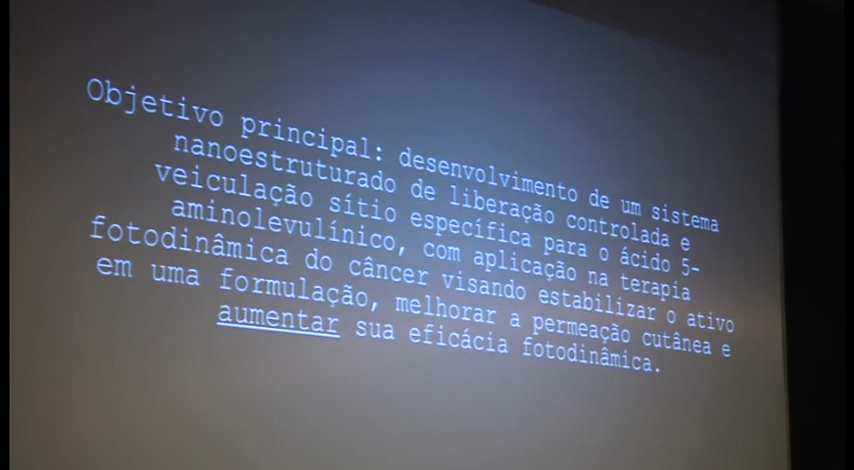 Objetivo principal: desenvolvimento de um sistema
nanoestruturado de liberação controlada e
veiculação sítio específica para o ácido 5-
aminolevulínico, com aplicação na terapia
fotodinâmica do câncer visando estabilizar o ativo
em uma formulação, melhorar a permeação cutânea e
aumentar sua eficácia fotodinâmica.